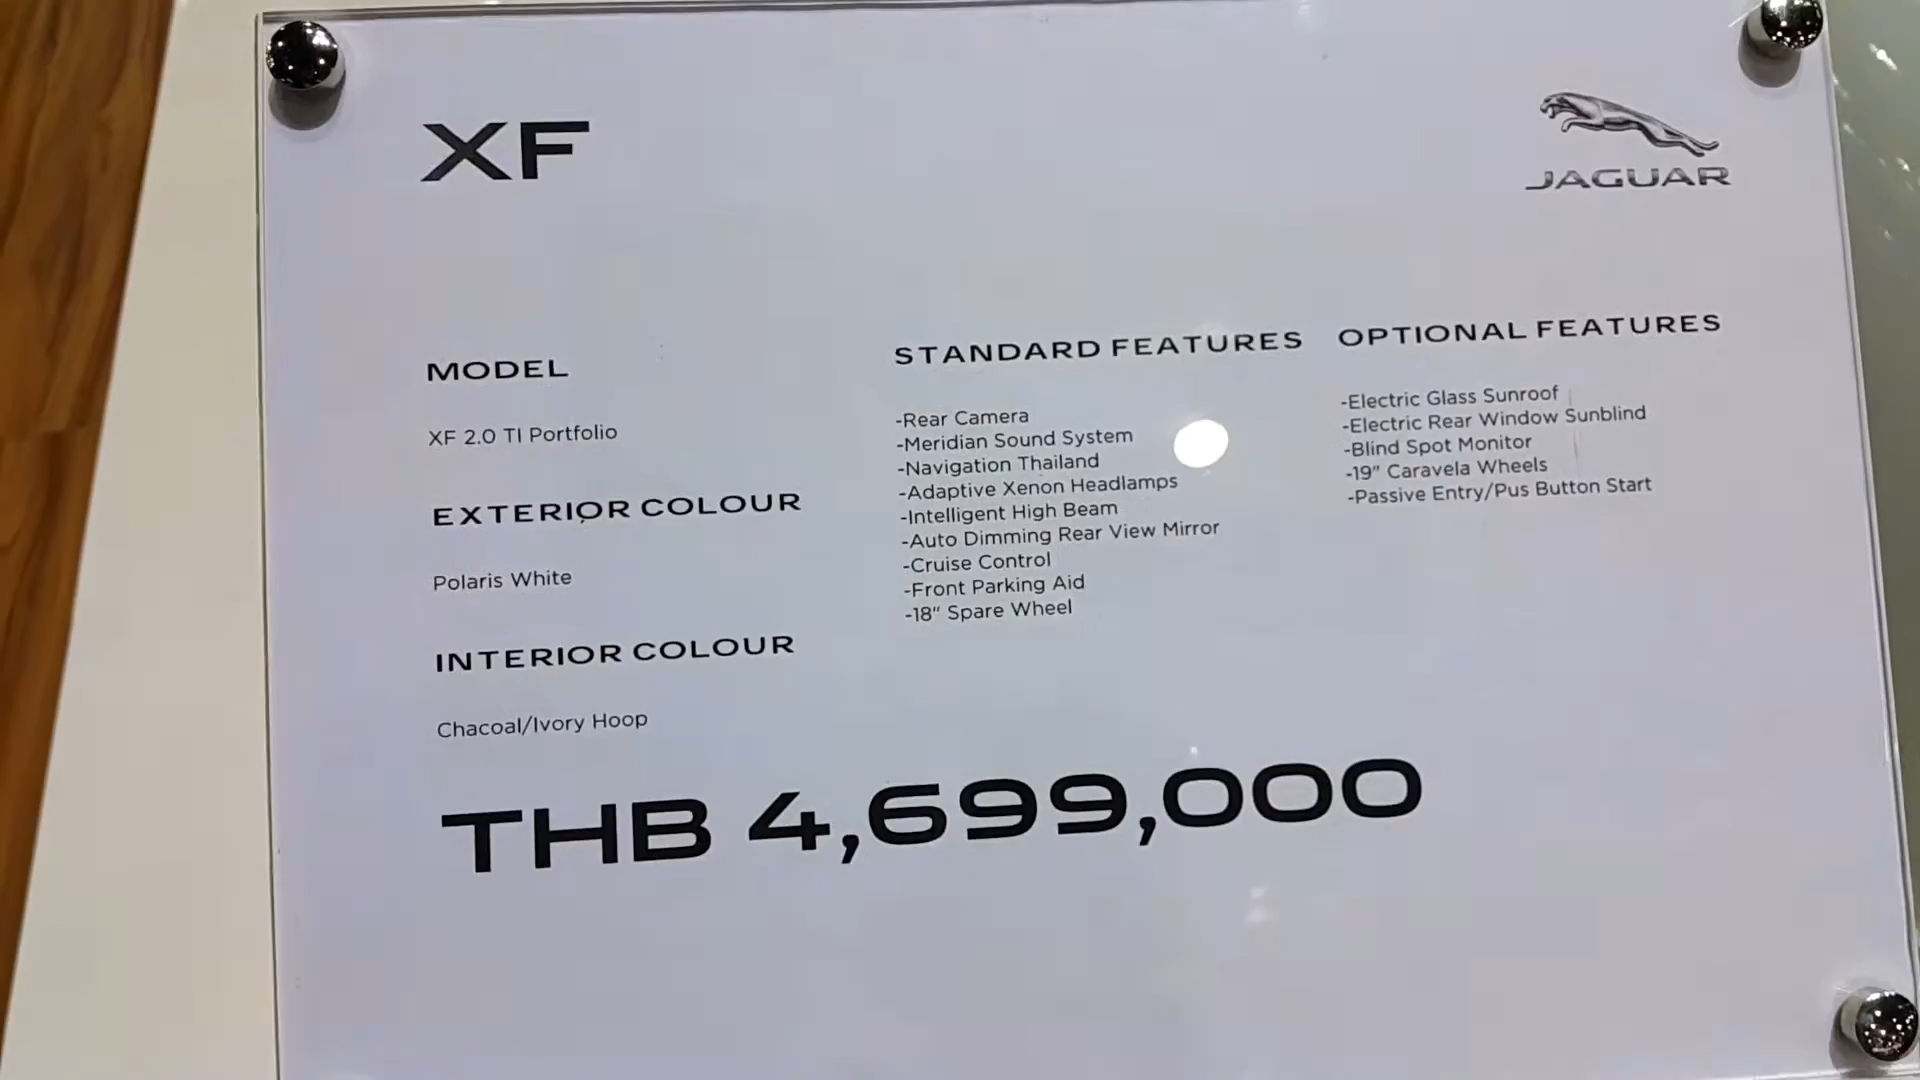 XF
JAGUAR
MODEL
XF 2.0 TI Portfolio
EXTERIOR COLOUR
Polaris White
INTERIOR COLOUR
Chacoal/Ivory Hoop
STANDARD FEATURES
-Rear Camera
-Meridian Sound System
-Navigation Thailand
-Adaptive Xenon Headlamps
-Intelligent High Beam
-Auto Dimming Rear View Mirror
-Cruise Control
-Front Parking Aid
-18" Spare Wheel
OPTIONAL FEATURES
-Electric Glass Sunroof
-Electric Rear Window Sunblind
-Blind Spot Monitor
-19" Caravela Wheels
-Passive Entry/Pus Button Start
THB 4,699,000